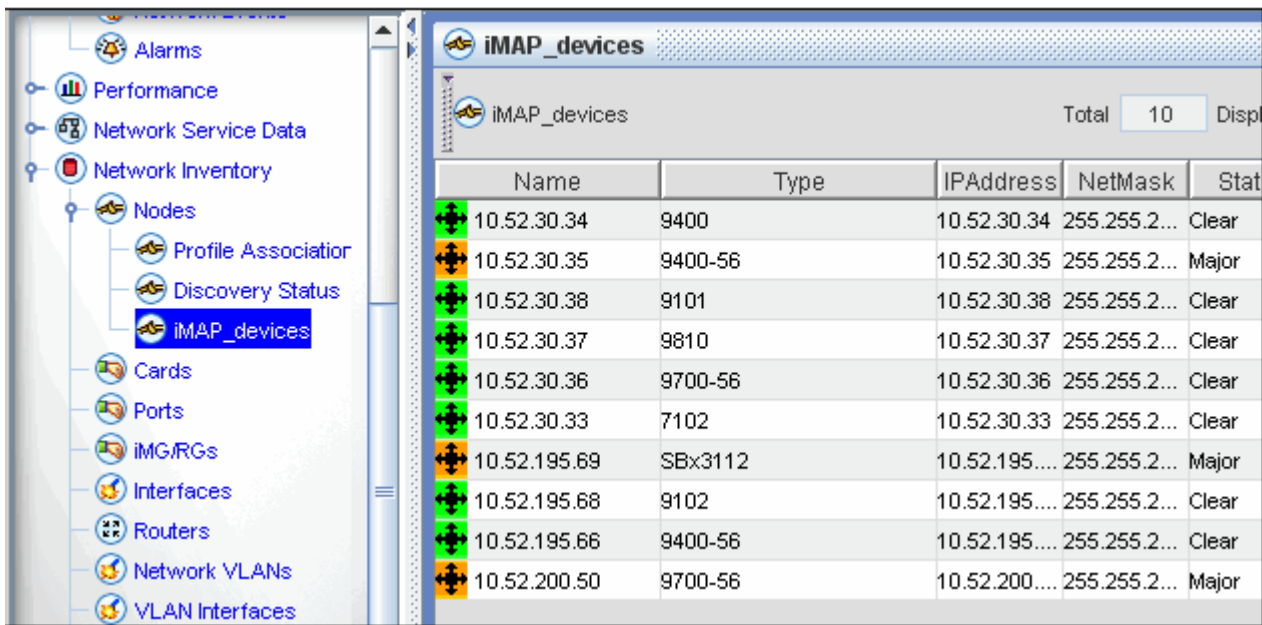 Network Events
Alarms
Performance
Network Service Data
Network Inventory
Nodes
Profile Association
Discovery Status
iMAP_devices
Cards
Ports
iMG/RGs
Interfaces
Routers
Network VLANs
VLAN Interfaces
iMAP_devices
iMAP_devices Total 10 Displ
Name Type IPAddress NetMask Stat
10.52.30.34 9400 10.52.30.34 255.255.2... Clear
10.52.30.35 9400-56 10.52.30.35 255.255.2... Major
10.52.30.38 9101 10.52.30.38 255.255.2... Clear
10.52.30.37 9810 10.52.30.37 255.255.2... Clear
10.52.30.36 9700-56 10.52.30.36 255.255.2... Clear
10.52.30.33 7102 10.52.30.33 255.255.2... Clear
10.52.195.69 SBx3112 10.52.195.... 255.255.2... Major
10.52.195.68 9102 10.52.195.... 255.255.2... Clear
10.52.195.66 9400-56 10.52.195.... 255.255.2... Clear
10.52.200.50 9700-56 10.52.200.... 255.255.2... Major